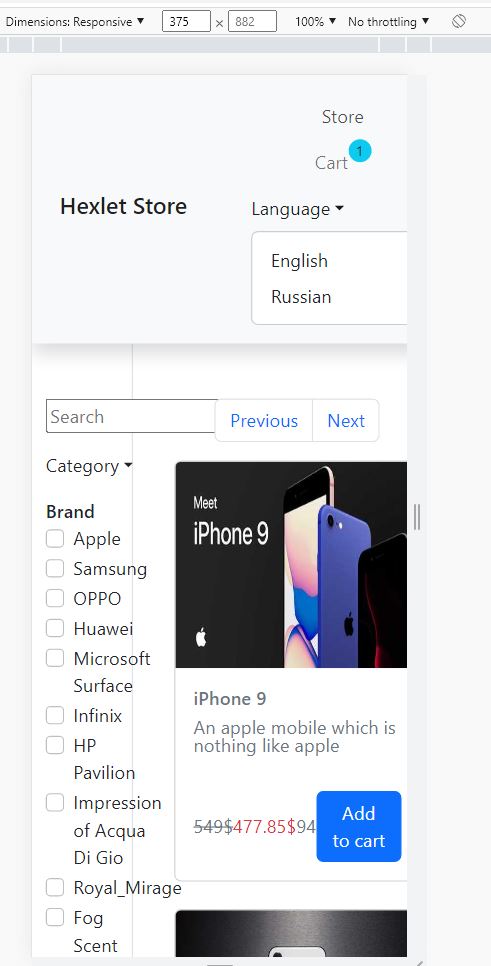 Dimensions: Responsive 375 × 882 100% No throttling
Store
Cart 1
Hexlet Store
Language
English
Russian
Search
Previous Next
Category
Brand
Apple
Samsung
OPPO
Huawei
Microsoft
Surface
Infinix
HP
Pavilion
Impression
of Acqua
Di Gio
Royal_Mirage
Fog
Scent
Meet
iPhone 9
iPhone 9
An apple mobile which is
nothing like apple
549$477.85$94
Add
to cart